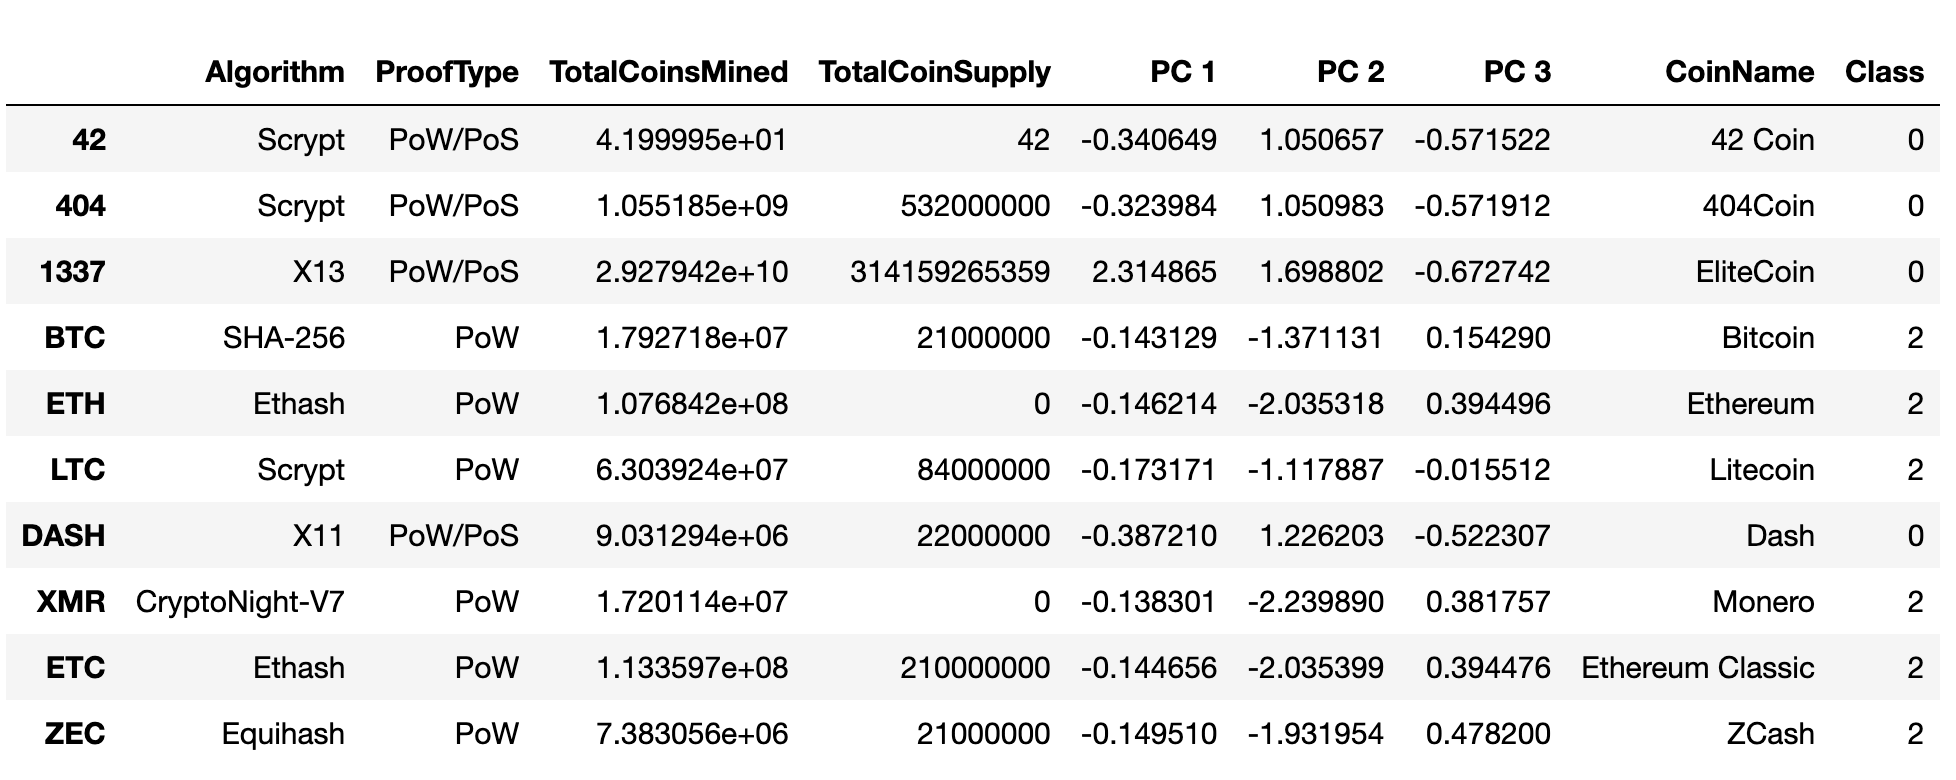 Algorithm ProofType TotalCoinsMined TotalCoinSupply PC 1 PC 2 PC 3 CoinName Class
42 Scrypt PoW/PoS 4.199995e+01 42 -0.340649 1.050657 -0.571522 42 Coin 0
404 Scrypt PoW/PoS 1.055185e+09 532000000 -0.323984 1.050983 -0.571912 404Coin 0
1337 X13 PoW/PoS 2.927942e+10 314159265359 2.314865 1.698802 -0.672742 EliteCoin 0
BTC SHA-256 PoW 1.792718e+07 21000000 -0.143129 -1.371131 0.154290 Bitcoin 2
ETH Ethash PoW 1.076842e+08 0 -0.146214 -2.035318 0.394496 Ethereum 2
LTC Scrypt PoW 6.303924e+07 84000000 -0.173171 -1.117887 -0.015512 Litecoin 2
DASH X11 PoW/PoS 9.031294e+06 22000000 -0.387210 1.226203 -0.522307 Dash 0
XMR CryptoNight-V7 PoW 1.720114e+07 0 -0.138301 -2.239890 0.381757 Monero 2
ETC Ethash PoW 1.133597e+08 210000000 -0.144656 -2.035399 0.394476 Ethereum Classic 2
ZEC Equihash PoW 7.383056e+06 21000000 -0.149510 -1.931954 0.478200 ZCash 2